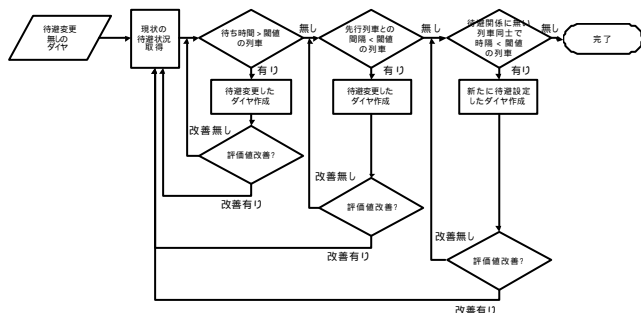 待避変更
無しの
ダイヤ
現状の
待避状況
取得
待ち時間 > 閾値
の列車
無し
先行列車との
間隔 < 閾値
の列車
無し
待避関係に無い
列車同士で
時隔 < 閾値
の列車
無し
完了
有り
有り
有り
待避変更した
ダイヤ作成
待避変更した
ダイヤ作成
新たに待避設定
したダイヤ作成
改善無し
評価値改善?
改善有り
改善無し
評価値改善?
改善有り
改善無し
評価値改善?
改善有り